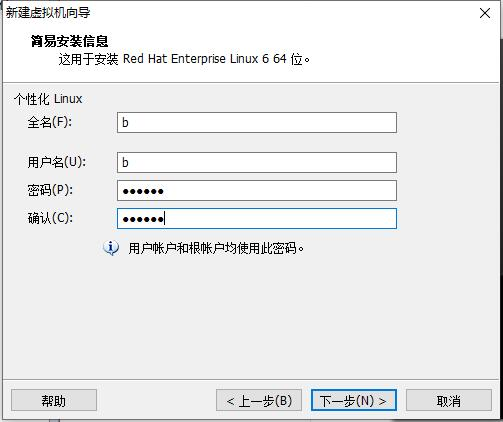 新建虚拟机向导
简易安装信息
这用于安装 Red Hat Enterprise Linux 6 64 位。
个性化 Linux
全名(F): b
用户名(U): b
密码(P): ●●●●●●
确认(C): ●●●●●●
用户帐户和根帐户均使用此密码。
帮助 < 上一步(B) 下一步(N) > 取消